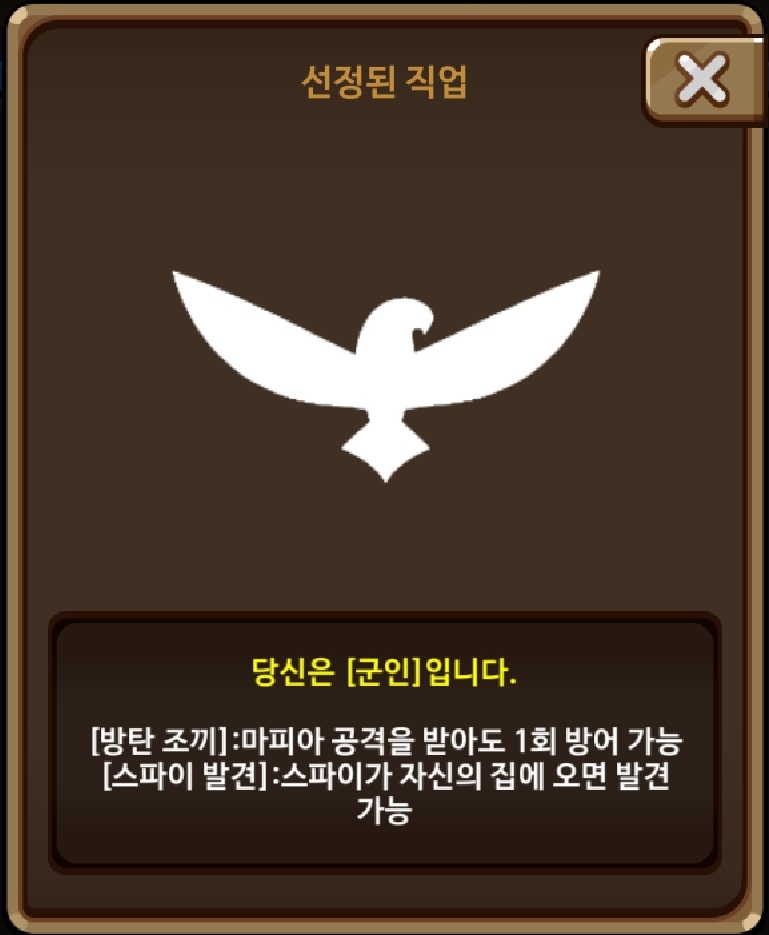 선정된 직업
당신은 [군인]입니다.
[방탄 조끼]:마피아 공격을 받아도 1회 방어 가능
[스파이 발견]:스파이가 자신의 집에 오면 발견
가능